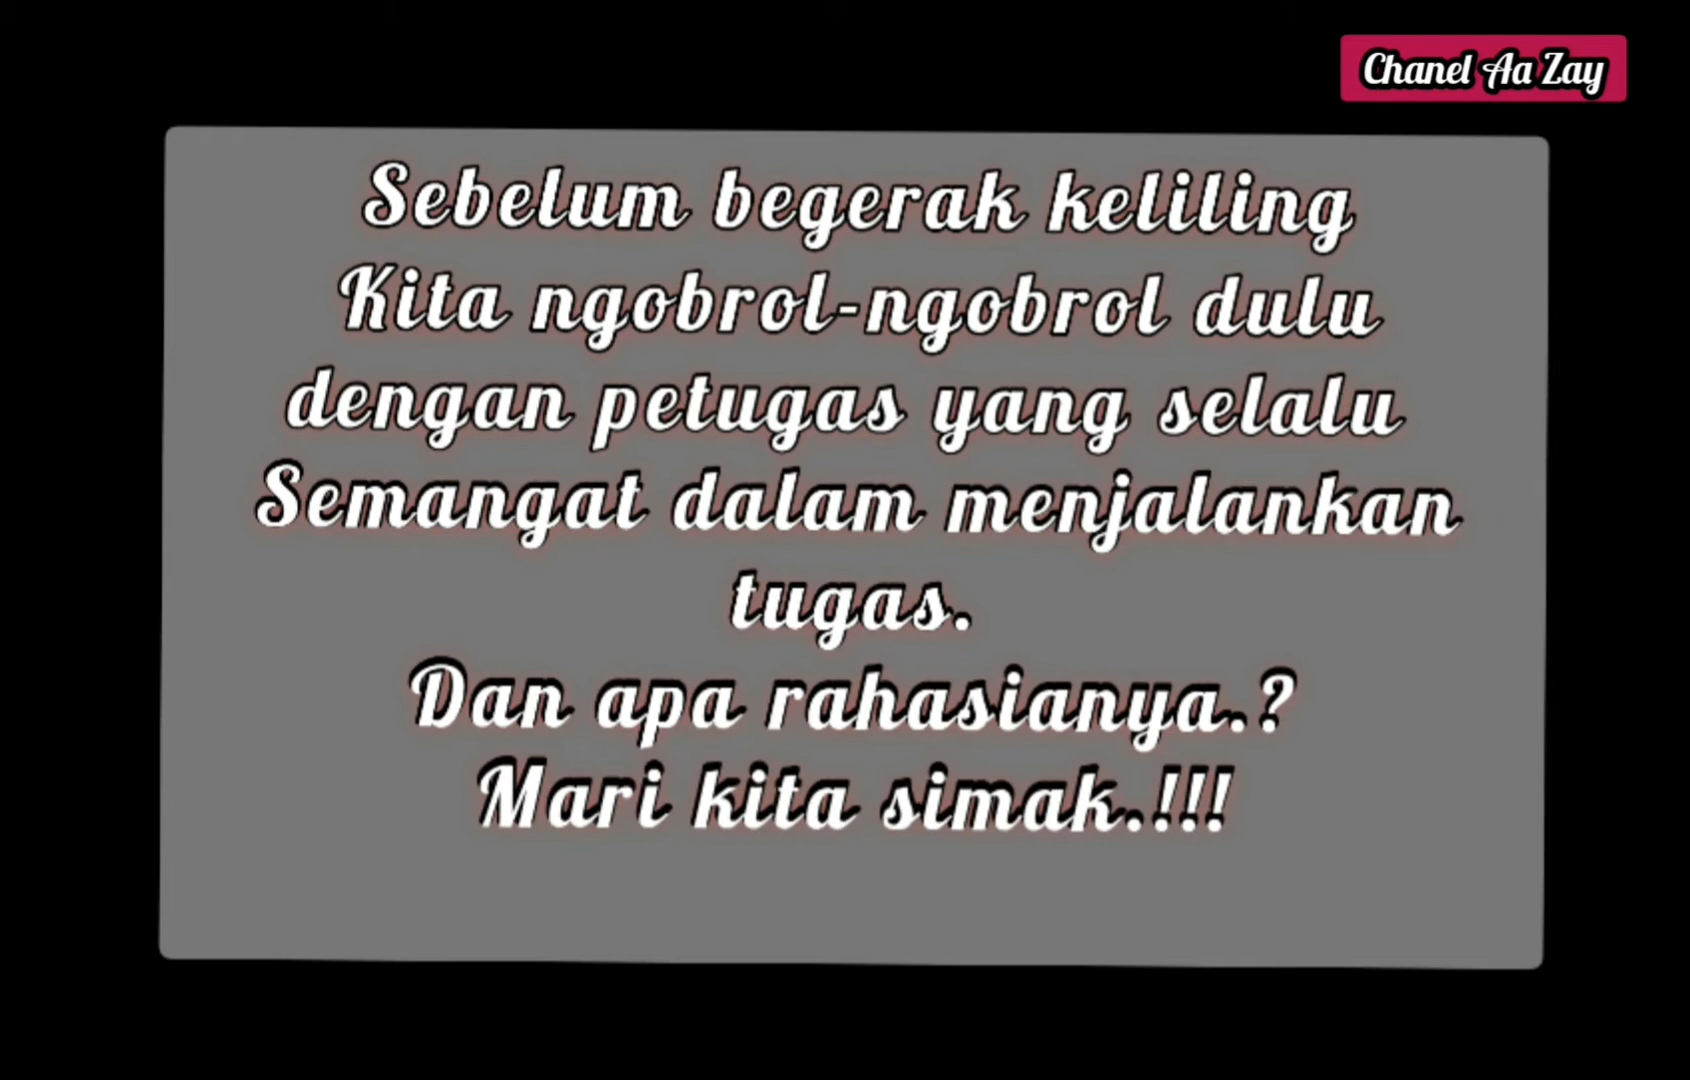 Chanel Aa Zay
Sebelum begerak keliling
Kita ngobrol-ngobrol dulu
dengan petugas yang selalu
Semangat dalam menjalankan
tugas.
Dan apa rahasianya.?
Mari kita simak.!!!